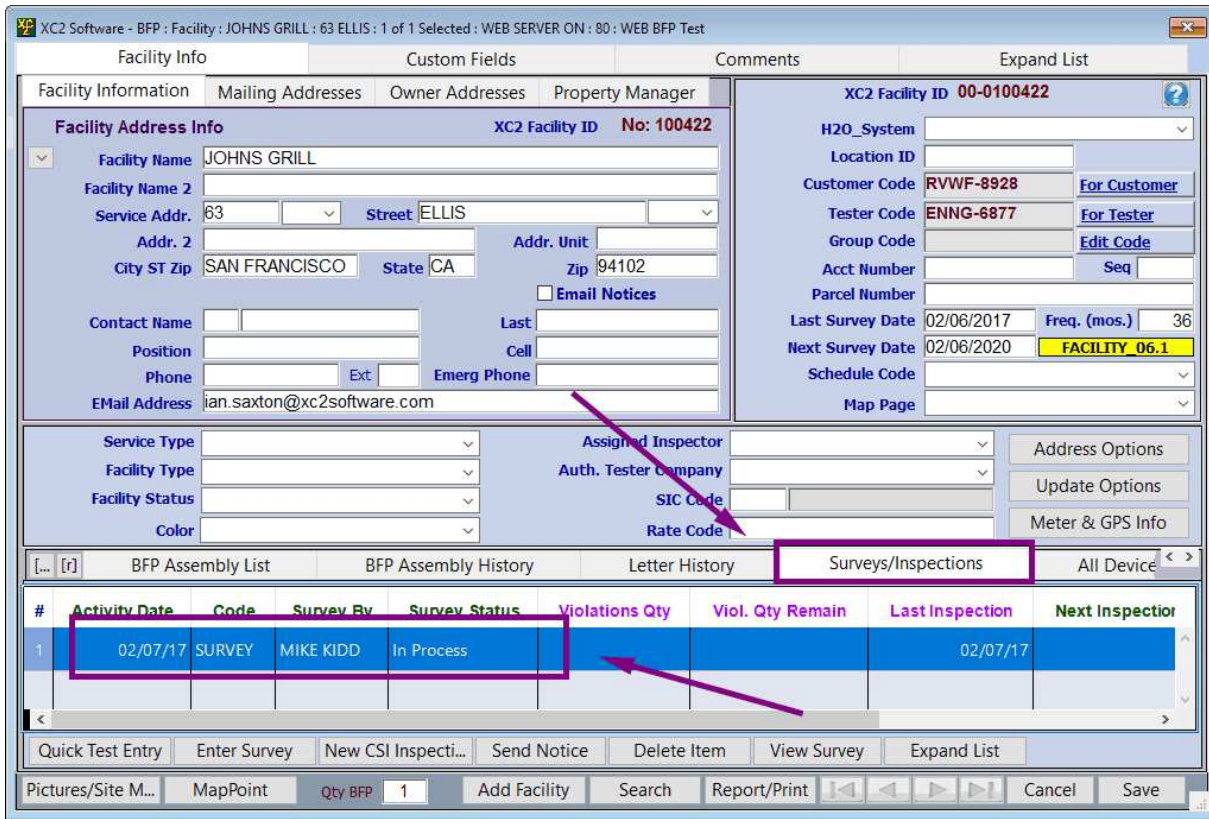 XC2 Software - BFP : Facility : JOHNS GRILL : 63 ELLIS : 1 of 1 Selected : WEB SERVER ON : 80 : WEB BFP Test
Facility Info Custom Fields Comments Expand List
Facility Information Mailing Addresses Owner Addresses Property Manager
Facility Address Info XC2 Facility ID No: 100422
Facility Name JOHNS GRILL
Facility Name 2
Service Addr. 63 Street ELLIS
Addr. 2 Addr. Unit
City ST Zip SAN FRANCISCO State CA Zip 94102
Email Notices
Contact Name Last
Position Cell
Phone Ext Emerg Phone
EMail Address ian.saxton@xc2software.com
XC2 Facility ID 00-0100422 ?
H2O_System
Location ID
Customer Code RVWF-8928 For Customer
Tester Code ENNG-6877 For Tester
Group Code Edit Code
Acct Number Seq
Parcel Number
Last Survey Date 02/06/2017 Freq. (mos.) 36
Next Survey Date 02/06/2020 FACILITY_06.1
Schedule Code
Map Page
Service Type Assigned Inspector Address Options
Facility Type Auth. Tester Company
Facility Status SIC Code Update Options
Color Rate Code Meter & GPS Info
[... [r] BFP Assembly List BFP Assembly History Letter History Surveys/Inspections All Device < >
# Activity Date Code Survey By Survey Status Violations Qty Viol. Qty Remain Last Inspection Next Inspection
1 02/07/17 SURVEY MIKE KIDD In Process 02/07/17
Quick Test Entry Enter Survey New CSI Inspecti... Send Notice Delete Item View Survey Expand List
Pictures/Site M... MapPoint Qty BFP 1 Add Facility Search Report/Print Cancel Save